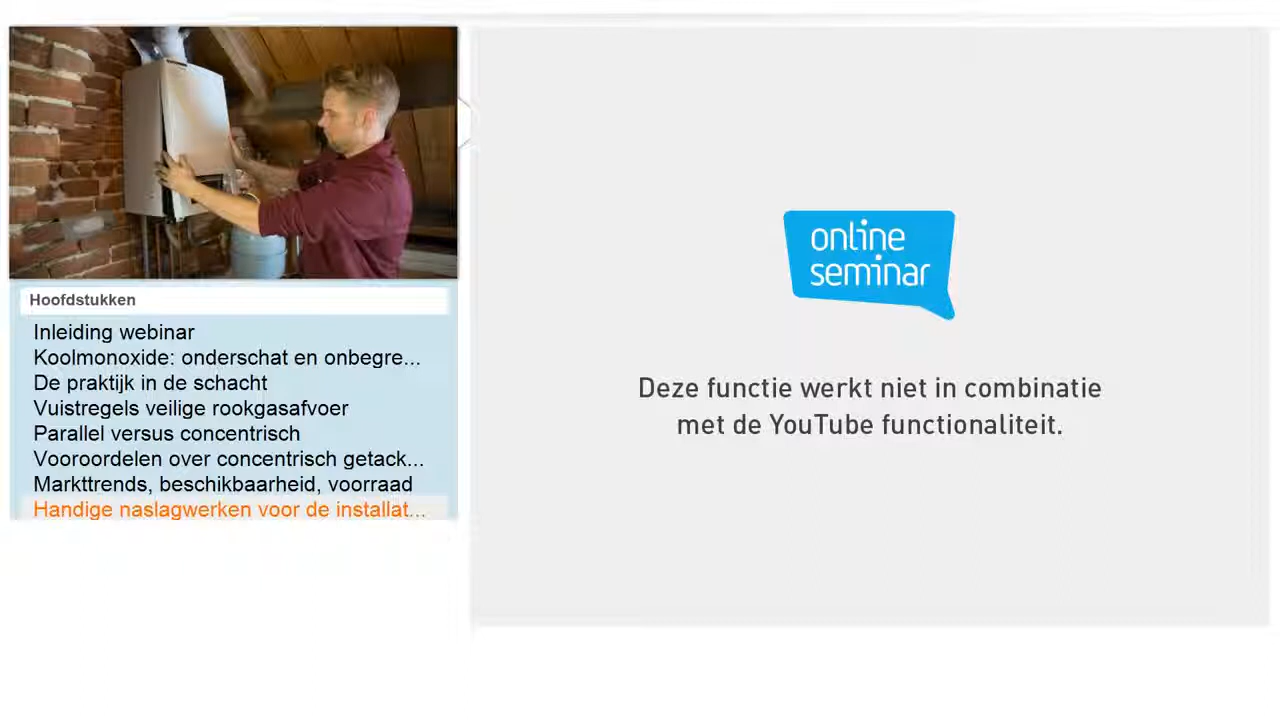 Hoofdstukken
Inleiding webinar
Koolmonoxide: onderschat en onbegre...
De praktijk in de schacht
Vuistregels veilige rookgasafvoer
Parallel versus concentrisch
Vooroordelen over concentrisch getack...
Markttrends, beschikbaarheid, voorraad
Handige naslagwerken voor de installat...
online
seminar
Deze functie werkt niet in combinatie
met de YouTube functionaliteit.